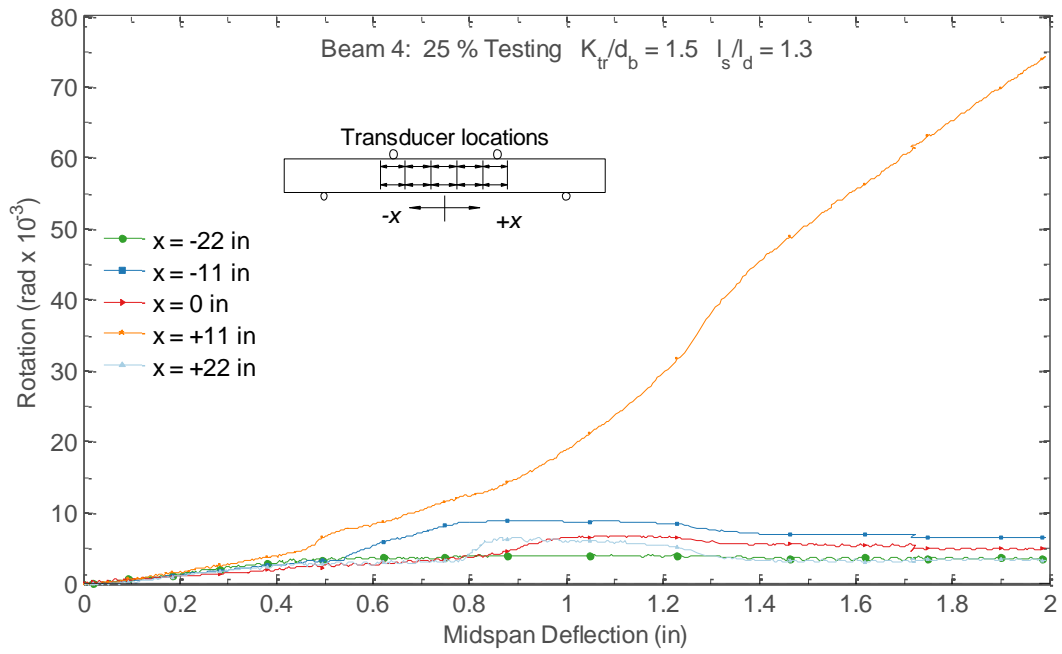 Beam 4: 25 % Testing K_tr/d_b = 1.5 l_s/l_d = 1.3
Transducer locations
-x
+x
x = -22 in
x = -11 in
x = 0 in
x = +11 in
x = +22 in
Rotation (rad x 10^-3)
80
70
60
50
40
30
20
10
0
0 0.2 0.4 0.6 0.8 1 1.2 1.4 1.6 1.8 2
Midspan Deflection (in)